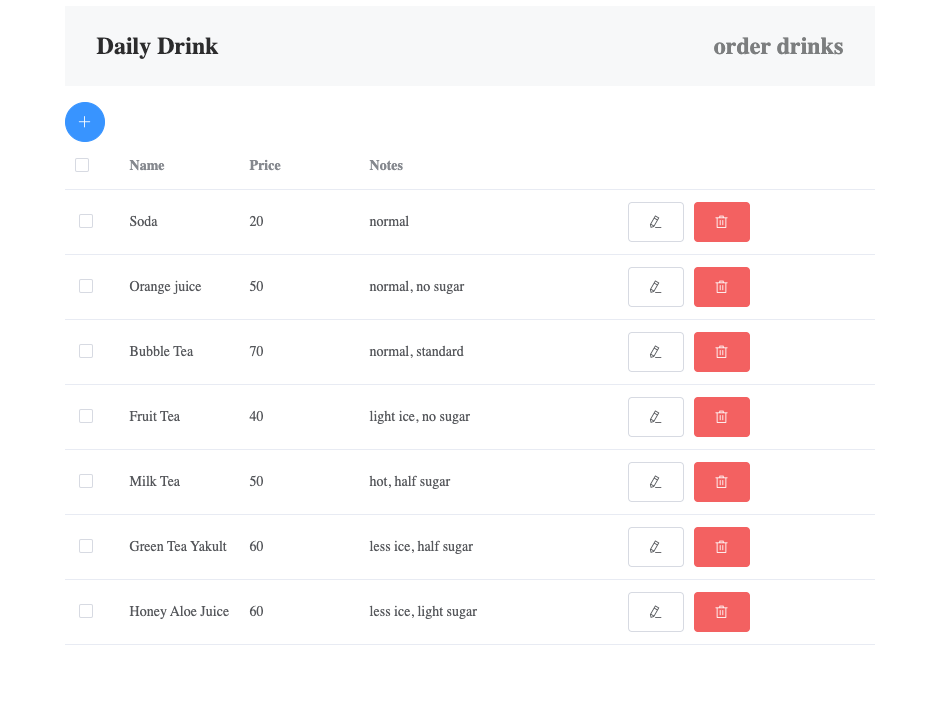 Daily Drink order drinks
Name Price Notes
Soda 20 normal
Orange juice 50 normal, no sugar
Bubble Tea 70 normal, standard
Fruit Tea 40 light ice, no sugar
Milk Tea 50 hot, half sugar
Green Tea Yakult 60 less ice, half sugar
Honey Aloe Juice 60 less ice, light sugar